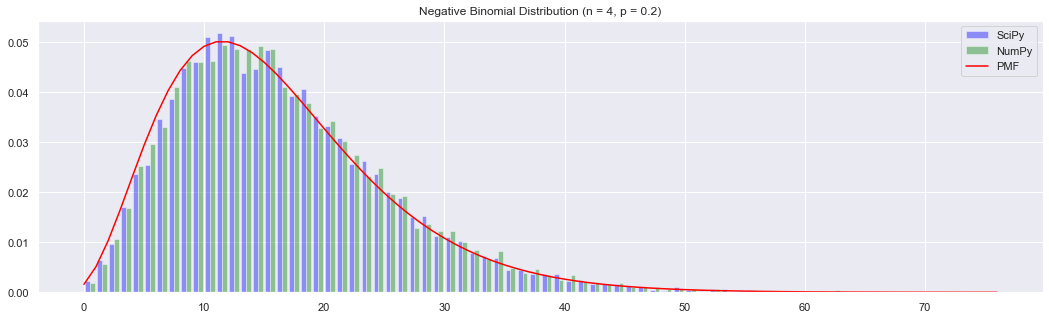 Negative Binomial Distribution (n = 4, p = 0.2)
SciPy
NumPy
PMF
0.05
0.04
0.03
0.02
0.01
0.00
0 10 20 30 40 50 60 70